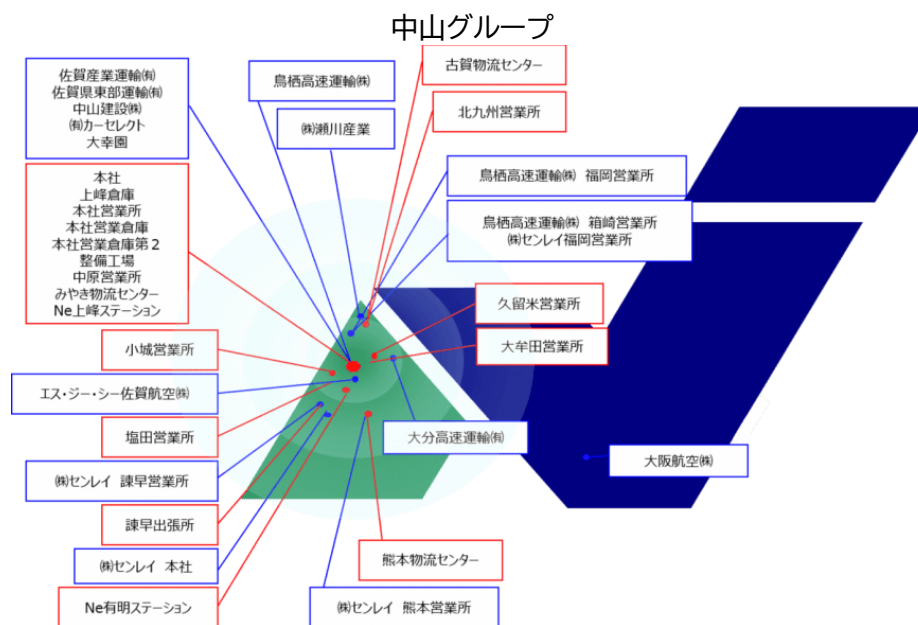 中山グループ
佐賀産業運輸㈲
佐賀県東部運輸㈲
中山建設㈱
㈲カーセレクト
大幸園
鳥栖高速運輸㈱
㈱瀬川産業
古賀物流センター
北九州営業所
鳥栖高速運輸㈱ 福岡営業所
鳥栖高速運輸㈱ 箱崎営業所
㈱センレイ福岡営業所
本社
上峰倉庫
本社営業所
本社営業倉庫
本社営業倉庫第２
整備工場
中原営業所
みやき物流センター
Ne上峰ステーション
久留米営業所
大牟田営業所
小城営業所
エス・ジー・シー佐賀航空㈱
塩田営業所
大分高速運輸㈲
大阪航空㈱
㈱センレイ 諫早営業所
諫早出張所
㈱センレイ 本社
熊本物流センター
Ne有明ステーション
㈱センレイ 熊本営業所